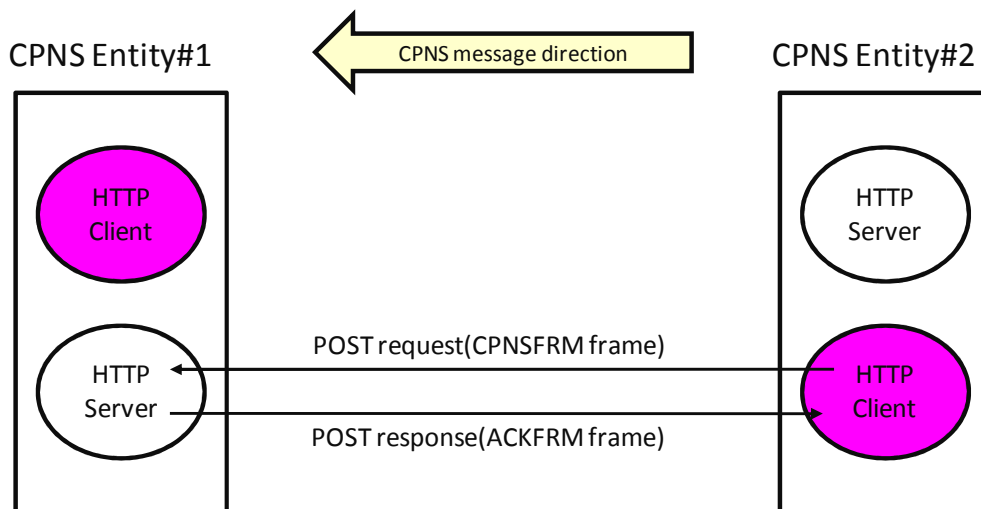 CPNS Entity#1
CPNS message direction
CPNS Entity#2
HTTP
Client
HTTP
Server
POST request(CPNSFRM frame)
HTTP
Server
HTTP
Client
POST response(ACKFRM frame)